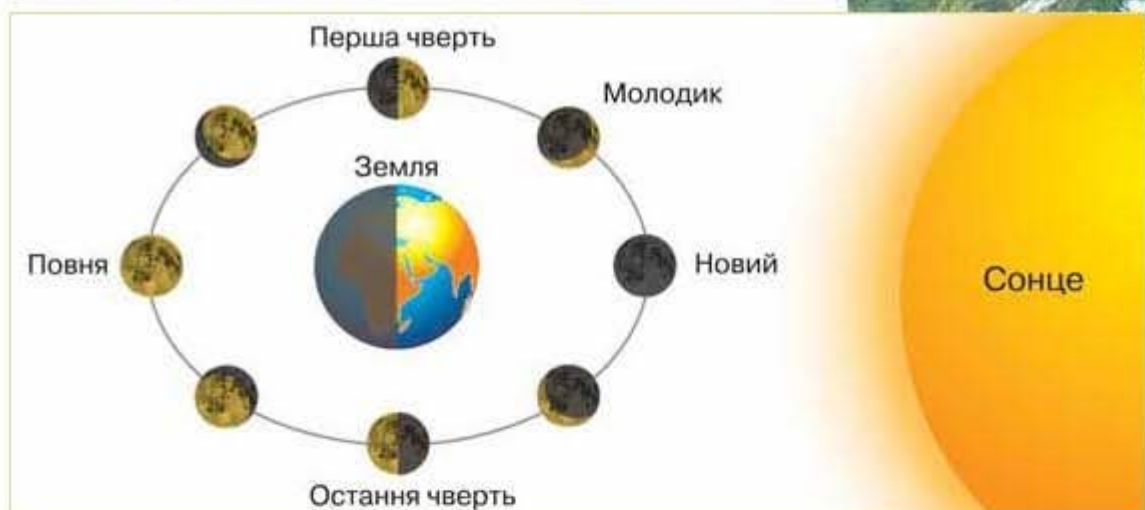 Перша чверть
Молодик
Земля
Повня
Новий
Сонце
Остання чверть